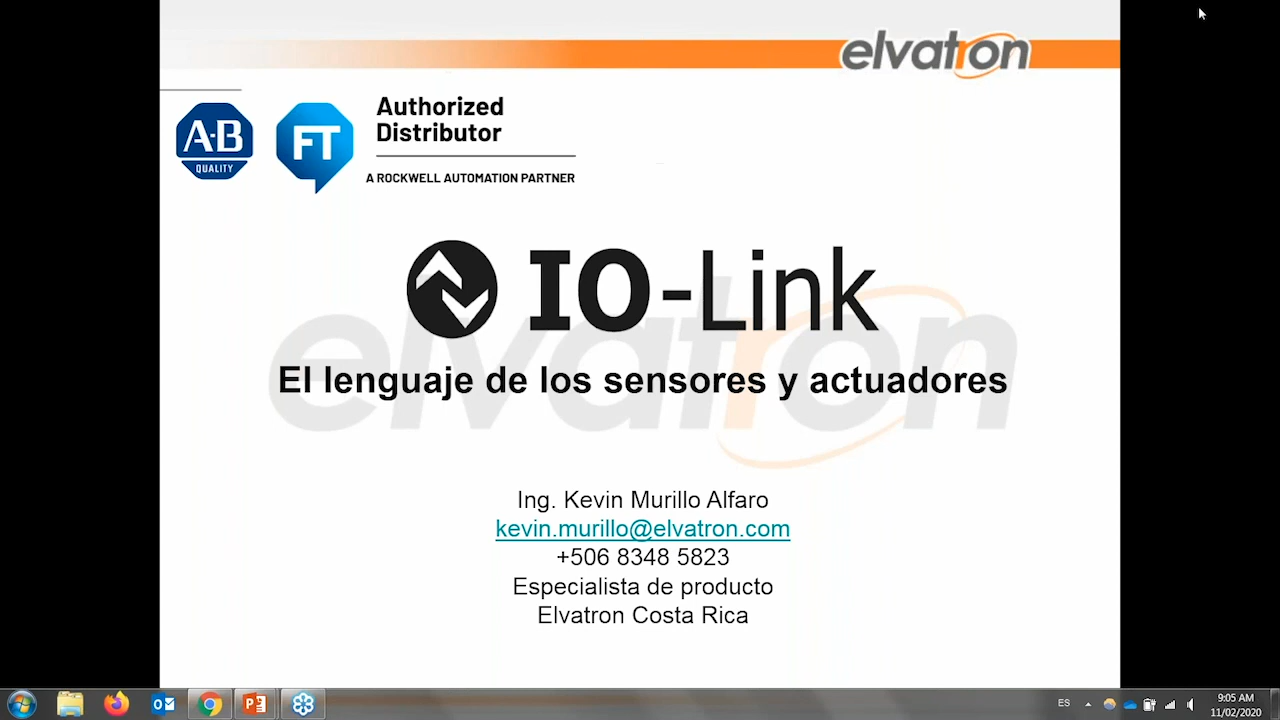 elvatron
A-B
QUALITY
FT
Authorized
Distributor
A ROCKWELL AUTOMATION PARTNER
IO-Link
elvatron
El lenguaje de los sensores y actuadores
Ing. Kevin Murillo Alfaro
kevin.murillo@elvatron.com
+506 8348 5823
Especialista de producto
Elvatron Costa Rica
ES
9:05 AM
11/02/2020